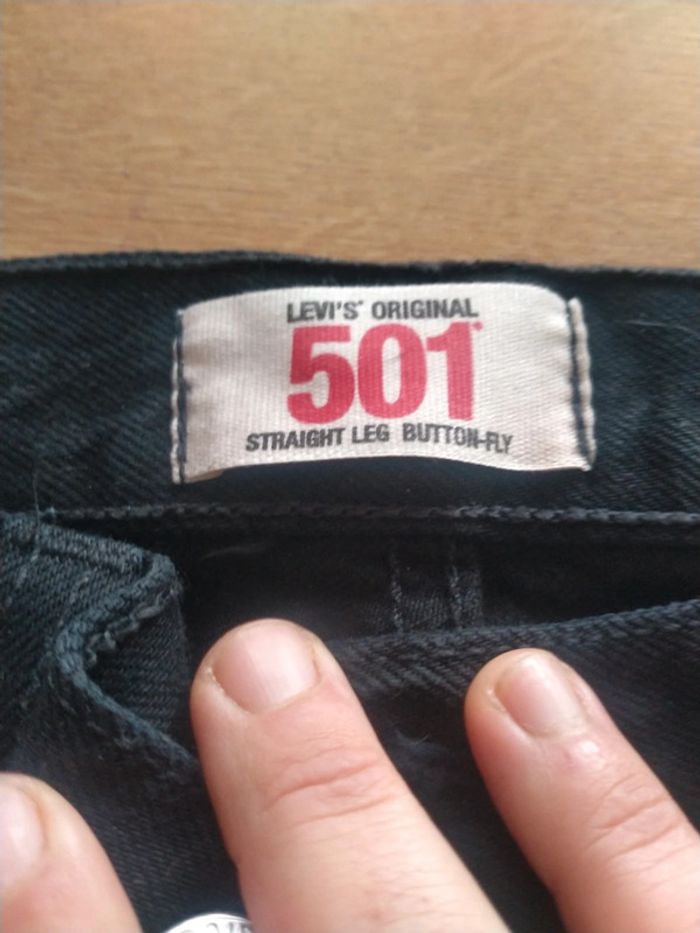 LEVI'S® ORIGINAL
501®
STRAIGHT LEG BUTTON-FLY